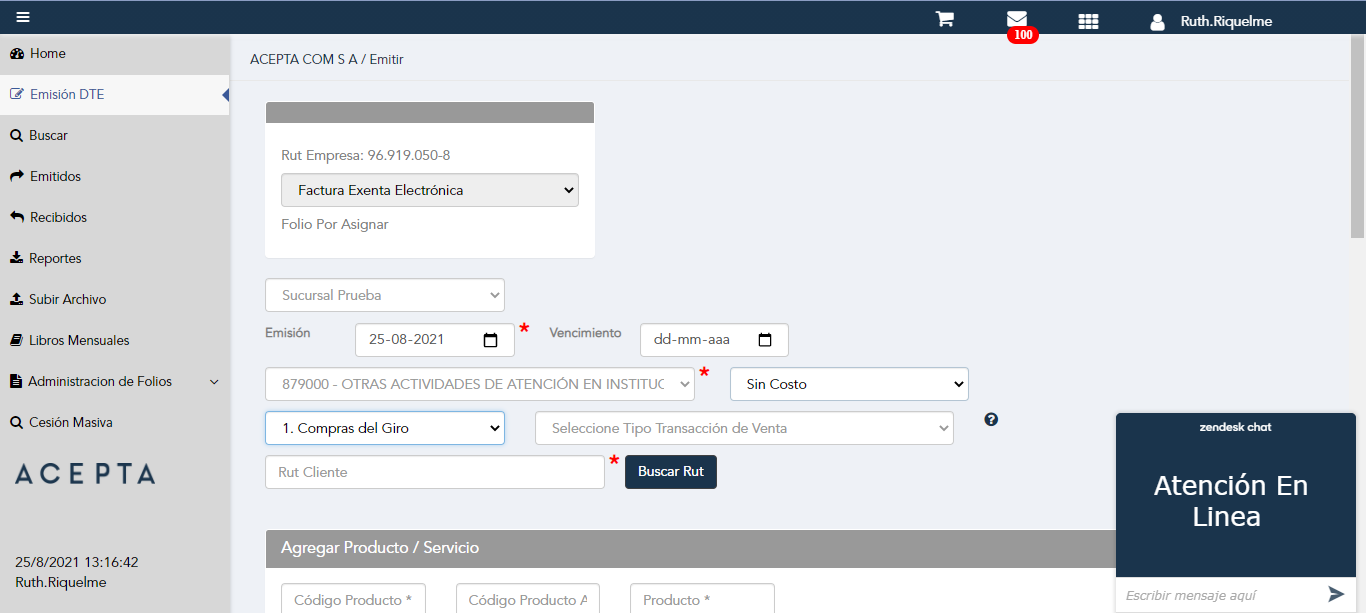 100
Ruth.Riquelme
Home
Emisión DTE
Buscar
Emitidos
Recibidos
Reportes
Subir Archivo
Libros Mensuales
Administracion de Folios
Cesión Masiva
ACEPTA
25/8/2021 13:16:42
Ruth.Riquelme
ACEPTA COM S A / Emitir
Rut Empresa: 96.919.050-8
Factura Exenta Electrónica
Folio Por Asignar
Sucursal Prueba
Emisión 25-08-2021 * Vencimiento dd-mm-aaa
879000 - OTRAS ACTIVIDADES DE ATENCIÓN EN INSTITUC * Sin Costo
1. Compras del Giro Seleccione Tipo Transacción de Venta ?
Rut Cliente * Buscar Rut
Agregar Producto / Servicio
Código Producto * Código Producto A Producto *
zendesk chat
Atención En
Linea
Escribir mensaje aquí